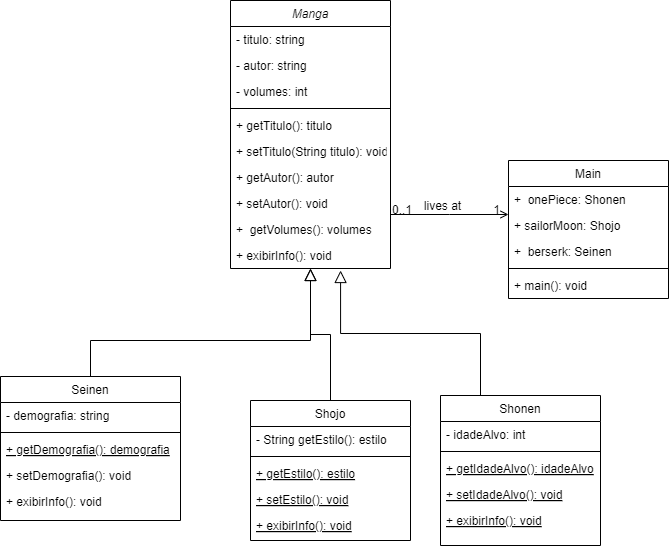 Manga
- titulo: string
- autor: string
- volumes: int
+ getTitulo(): titulo
+ setTitulo(String titulo): void
+ getAutor(): autor
+ setAutor(): void
+ getVolumes(): volumes
+ exibirInfo(): void
0..1 lives at 1
Main
+ onePiece: Shonen
+ sailorMoon: Shojo
+ berserk: Seinen
+ main(): void
Seinen
- demografia: string
+ getDemografia(): demografia
+ setDemografia(): void
+ exibirInfo(): void
Shojo
- String getEstilo(): estilo
+ getEstilo(): estilo
+ setEstilo(): void
+ exibirInfo(): void
Shonen
- idadeAlvo: int
+ getIdadeAlvo(): idadeAlvo
+ setIdadeAlvo(): void
+ exibirInfo(): void